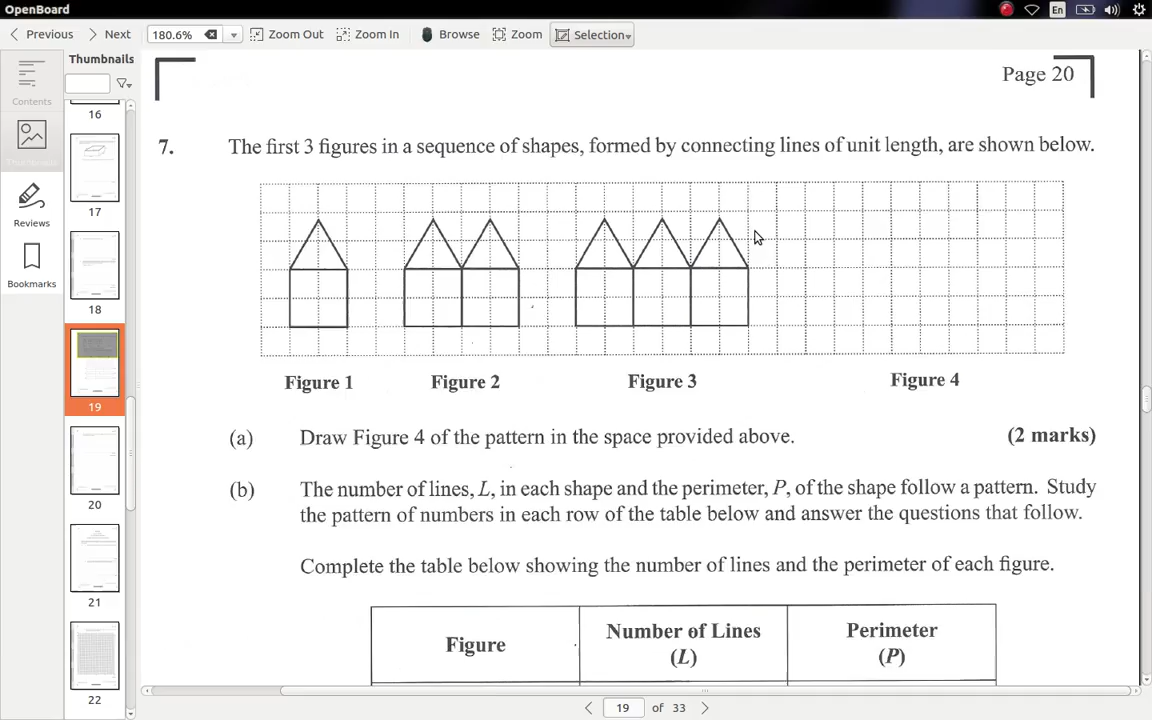 OpenBoard
En
Previous
Next
180.6%
Zoom Out
Zoom In
Browse
Zoom
Selection
Contents
Thumbnails
Reviews
Bookmarks
Thumbnails
16
17
18
19
20
21
22
Page 20
7. The first 3 figures in a sequence of shapes, formed by connecting lines of unit length, are shown below.
Figure 1 Figure 2 Figure 3 Figure 4
(a) Draw Figure 4 of the pattern in the space provided above. (2 marks)
(b) The number of lines, L, in each shape and the perimeter, P, of the shape follow a pattern. Study
the pattern of numbers in each row of the table below and answer the questions that follow.
Complete the table below showing the number of lines and the perimeter of each figure.
Figure
Number of Lines
(L)
Perimeter
(P)
19 of 33